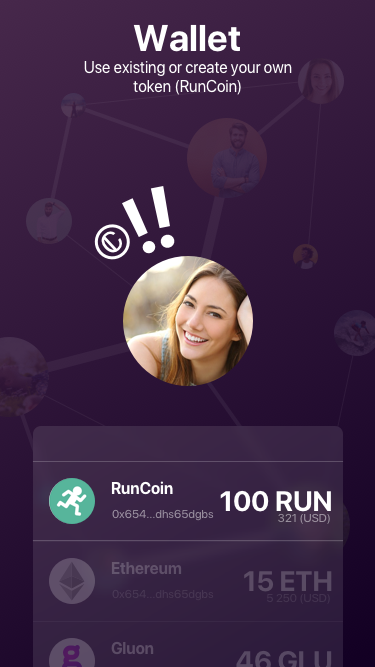 Wallet
Use existing or create your own
token (RunCoin)
©!!
RunCoin
100 RUN
0x654...dhs65dgbs
321 (USD)
Ethereum
15 ETH
0x654...dhs65dgbs
5 250 (USD)
g
Gluon
46 GLU